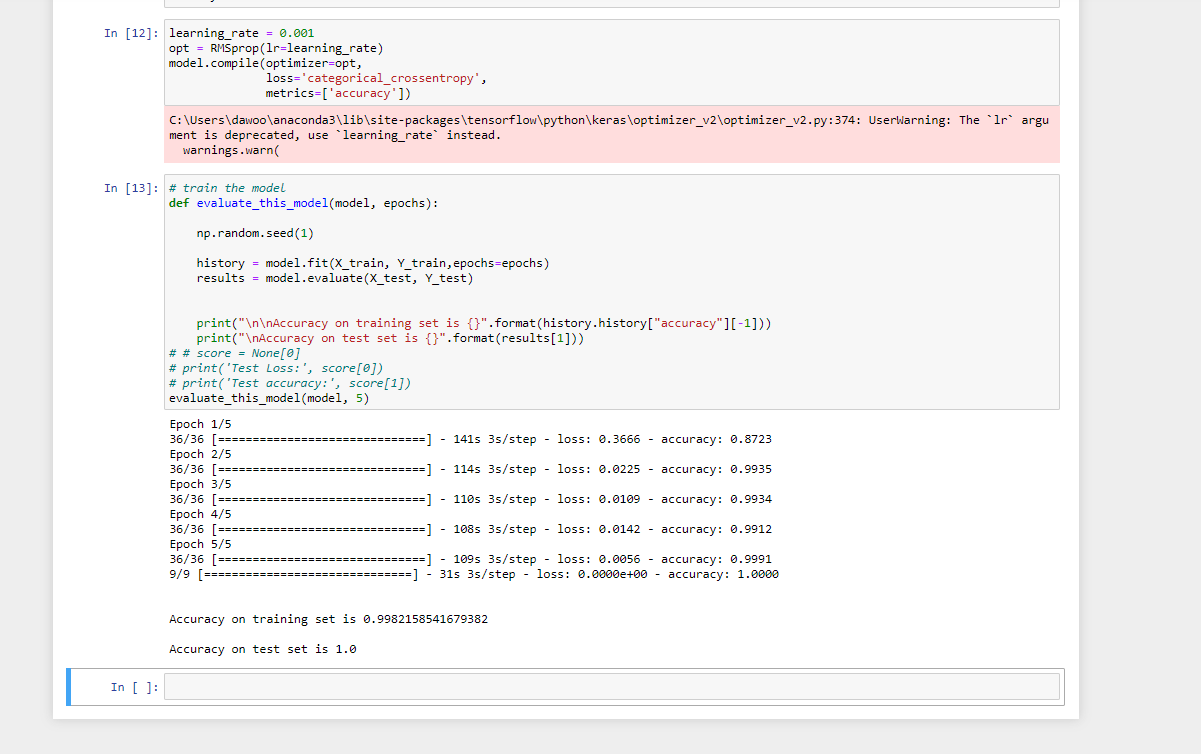 In [12]: learning_rate = 0.001
opt = RMSprop(lr=learning_rate)
model.compile(optimizer=opt,
              loss='categorical_crossentropy',
              metrics=['accuracy'])
C:\Users\dawoo\anaconda3\lib\site-packages\tensorflow\python\keras\optimizer_v2\optimizer_v2.py:374: UserWarning: The `lr` argu
ment is deprecated, use `learning_rate` instead.
  warnings.warn(
In [13]: # train the model
def evaluate_this_model(model, epochs):
    np.random.seed(1)
    history = model.fit(X_train, Y_train,epochs=epochs)
    results = model.evaluate(X_test, Y_test)
    print("\n\nAccuracy on training set is {}".format(history.history["accuracy"][-1]))
    print("\nAccuracy on test set is {}".format(results[1]))
# # score = None[0]
# print('Test Loss:', score[0])
# print('Test accuracy:', score[1])
evaluate_this_model(model, 5)
Epoch 1/5
36/36 [==============================] - 141s 3s/step - loss: 0.3666 - accuracy: 0.8723
Epoch 2/5
36/36 [==============================] - 114s 3s/step - loss: 0.0225 - accuracy: 0.9935
Epoch 3/5
36/36 [==============================] - 110s 3s/step - loss: 0.0109 - accuracy: 0.9934
Epoch 4/5
36/36 [==============================] - 108s 3s/step - loss: 0.0142 - accuracy: 0.9912
Epoch 5/5
36/36 [==============================] - 109s 3s/step - loss: 0.0056 - accuracy: 0.9991
9/9 [==============================] - 31s 3s/step - loss: 0.0000e+00 - accuracy: 1.0000
Accuracy on training set is 0.9982158541679382
Accuracy on test set is 1.0
In [ ]: